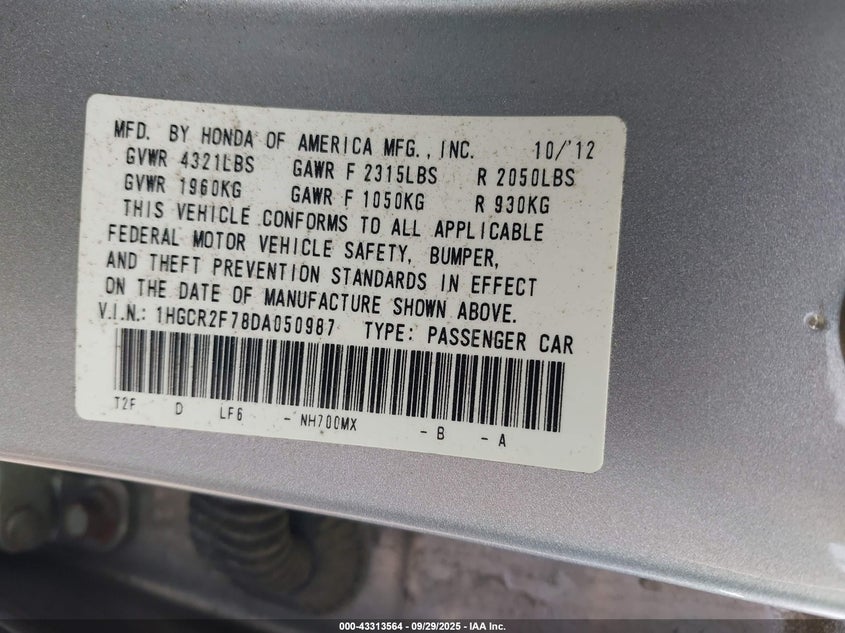 MFD. BY HONDA OF AMERICA MFG., INC. 10/'12
GVWR 4321LBS GAWR F 2315LBS R 2050LBS
GVWR 1960KG GAWR F 1050KG R 930KG
THIS VEHICLE CONFORMS TO ALL APPLICABLE
FEDERAL MOTOR VEHICLE SAFETY, BUMPER,
AND THEFT PREVENTION STANDARDS IN EFFECT
ON THE DATE OF MANUFACTURE SHOWN ABOVE.
V.I.N.: 1HGCR2F78DA050987 TYPE: PASSENGER CAR
T2F D LF6 - NH700MX - B - A
000-43313564 | 09/29/2025 | IAA Inc.